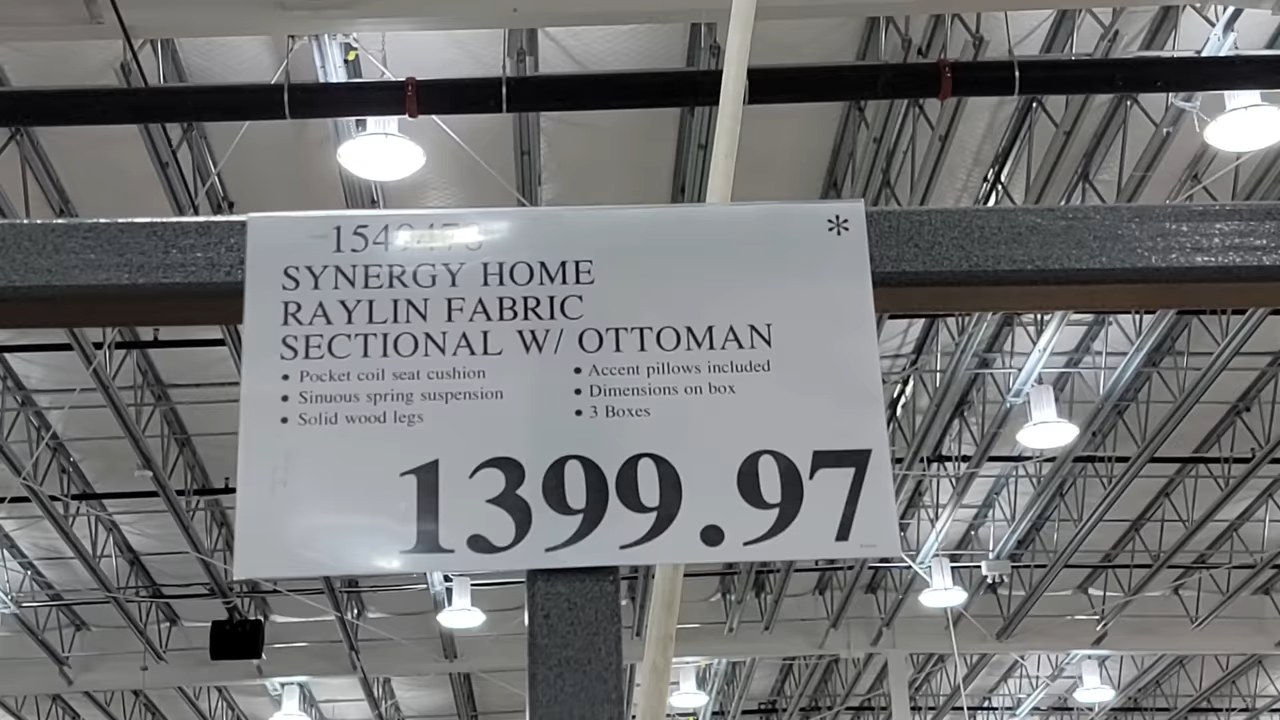 *
SYNERGY HOME
RAYLIN FABRIC
SECTIONAL W/ OTTOMAN
• Pocket coil seat cushion
• Sinuous spring suspension
• Solid wood legs
• Accent pillows included
• Dimensions on box
• 3 Boxes
1399.97